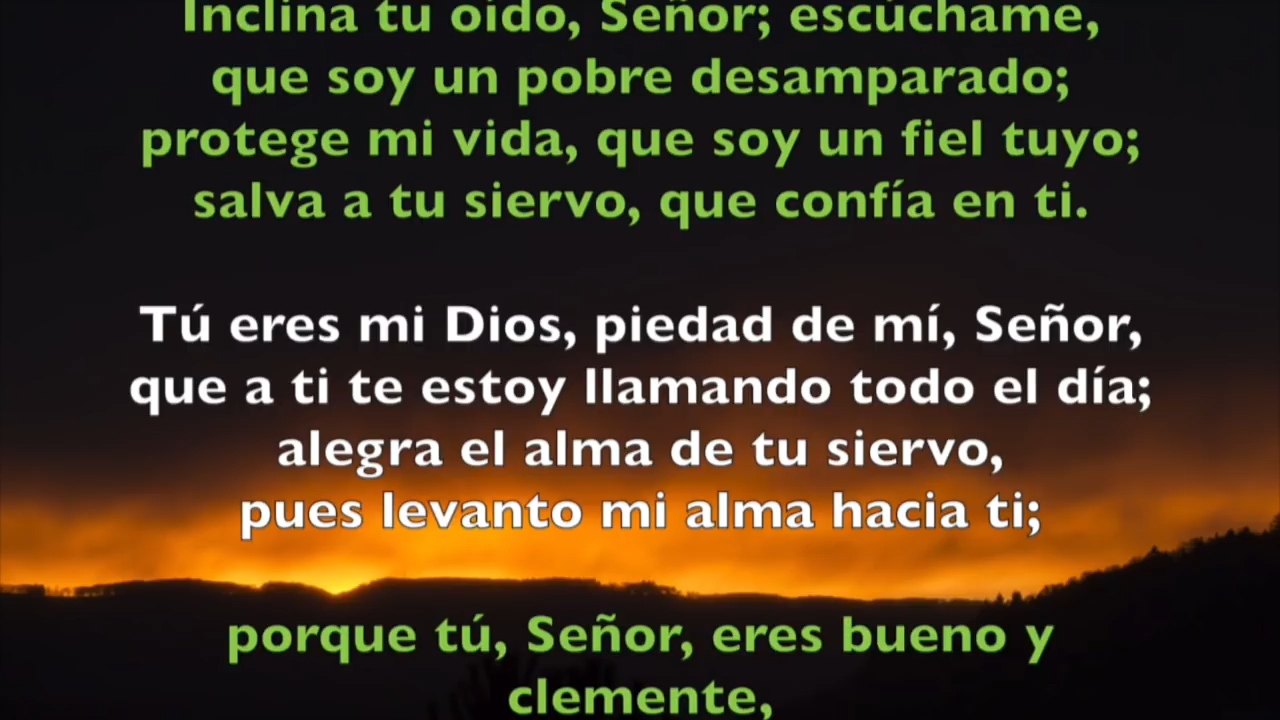 Inclina tu oído, Señor; escúchame,
que soy un pobre desamparado;
protege mi vida, que soy un fiel tuyo;
salva a tu siervo, que confía en ti.
Tú eres mi Dios, piedad de mí, Señor,
que a ti te estoy llamando todo el día;
alegra el alma de tu siervo,
pues levanto mi alma hacia ti;
porque tú, Señor, eres bueno y
clemente,